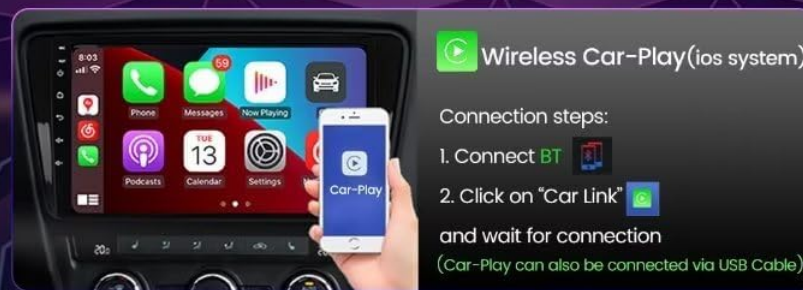 8:03
59
Phone
Messages
Now Playing
TUE
13
Podcasts
Calendar
Settings
Car-Play
20₅
Wireless Car-Play(ios system)
Connection steps:
1. Connect BT
2. Click on “Car Link”
and wait for connection
(Car-Play can also be connected via USB Cable)